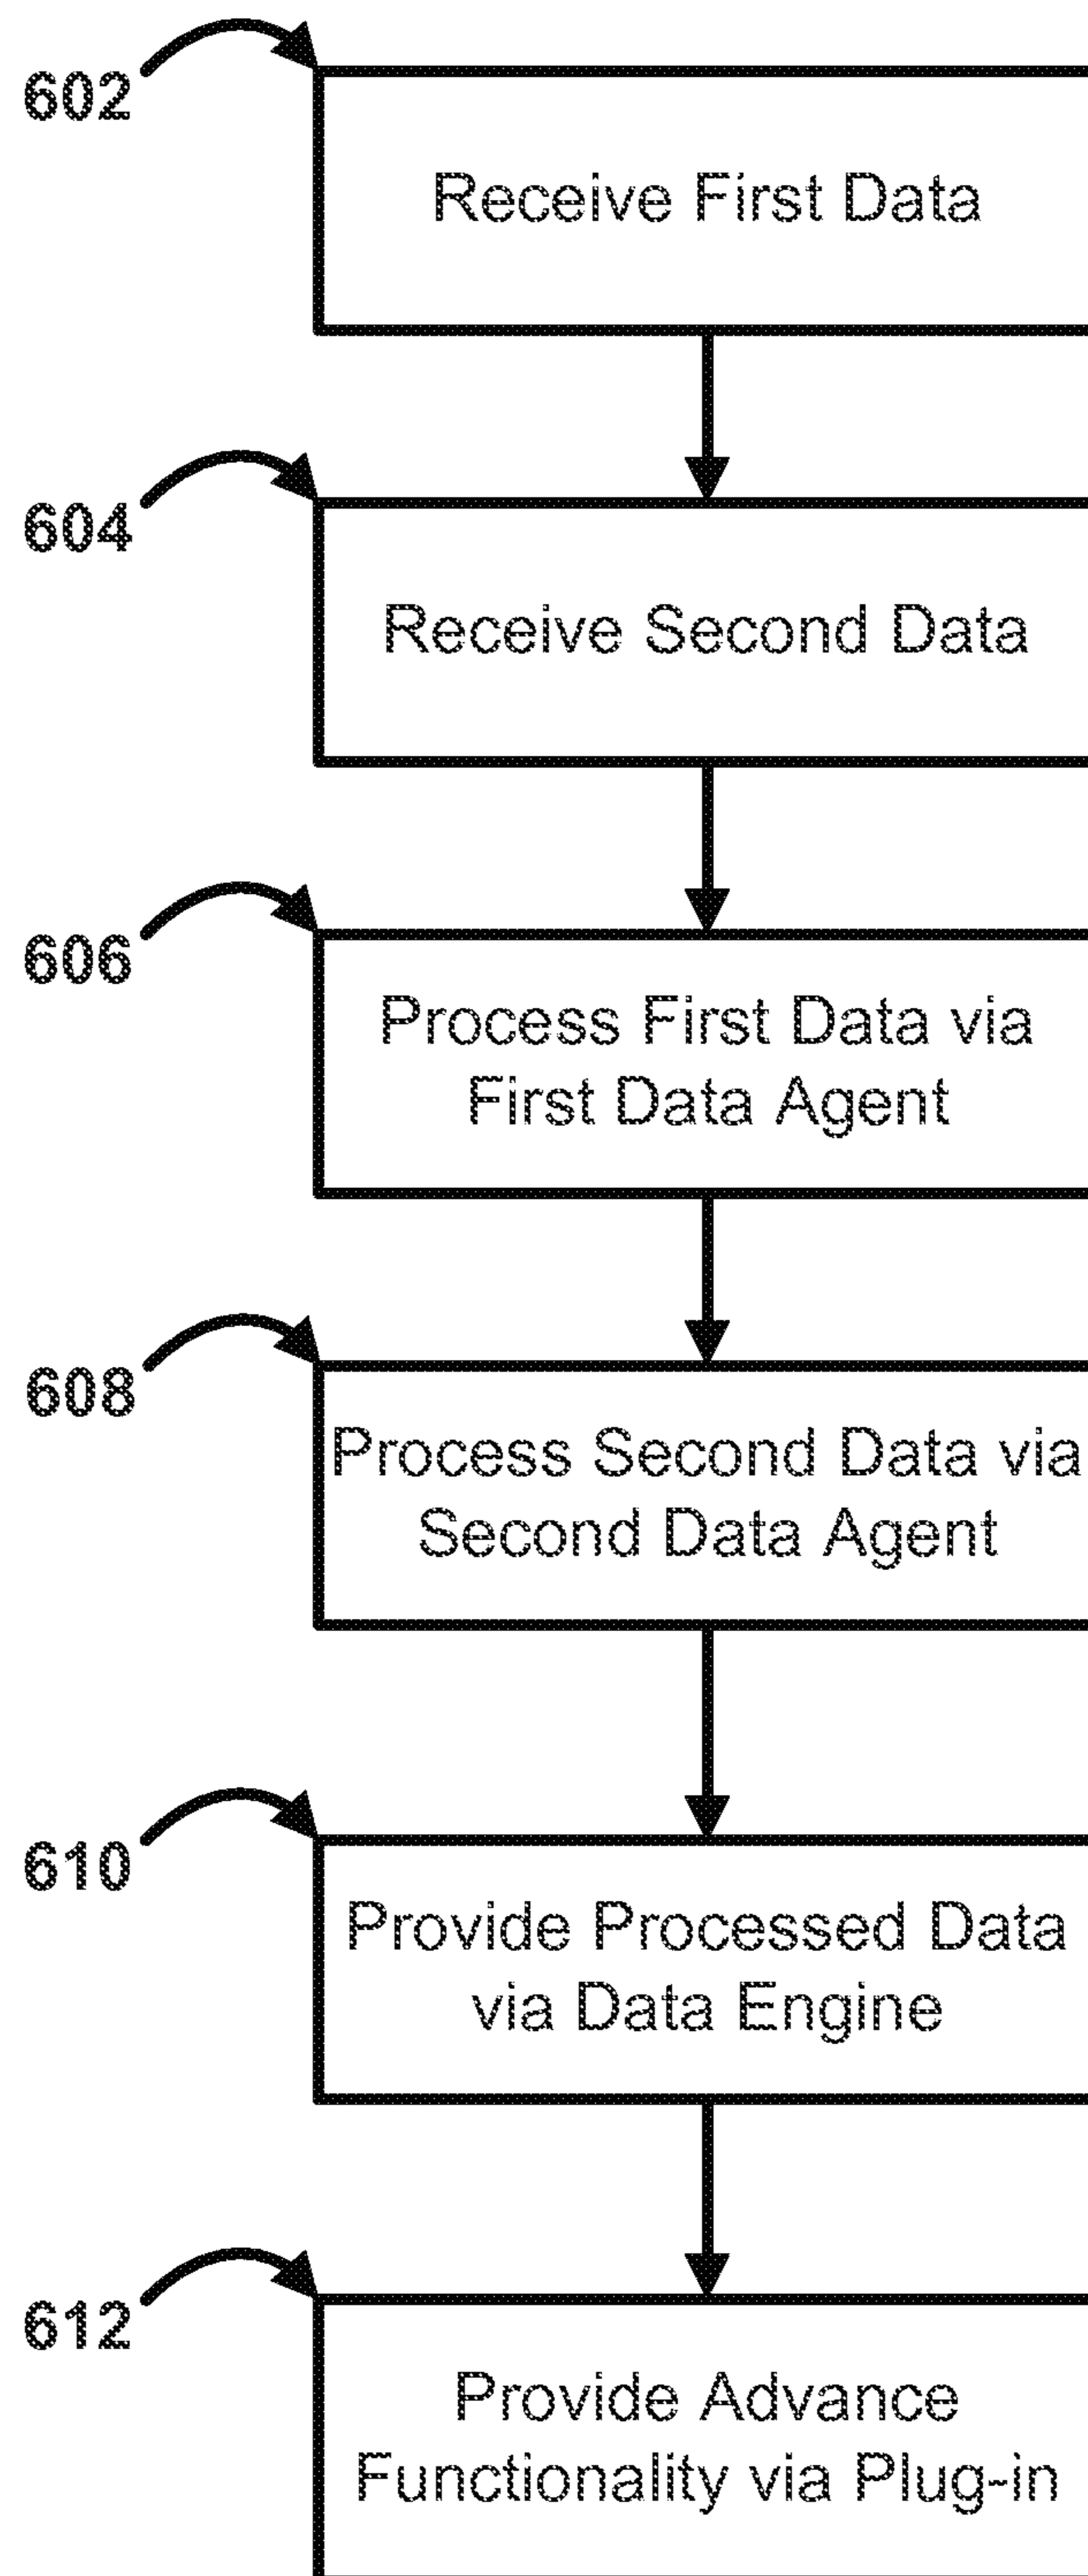 602
Receive First Data
604
Receive Second Data
606
Process First Data via
First Data Agent
608
Process Second Data via
Second Data Agent
610
Provide Processed Data
via Data Engine
612
Provide Advance
Functionality via Plug-in